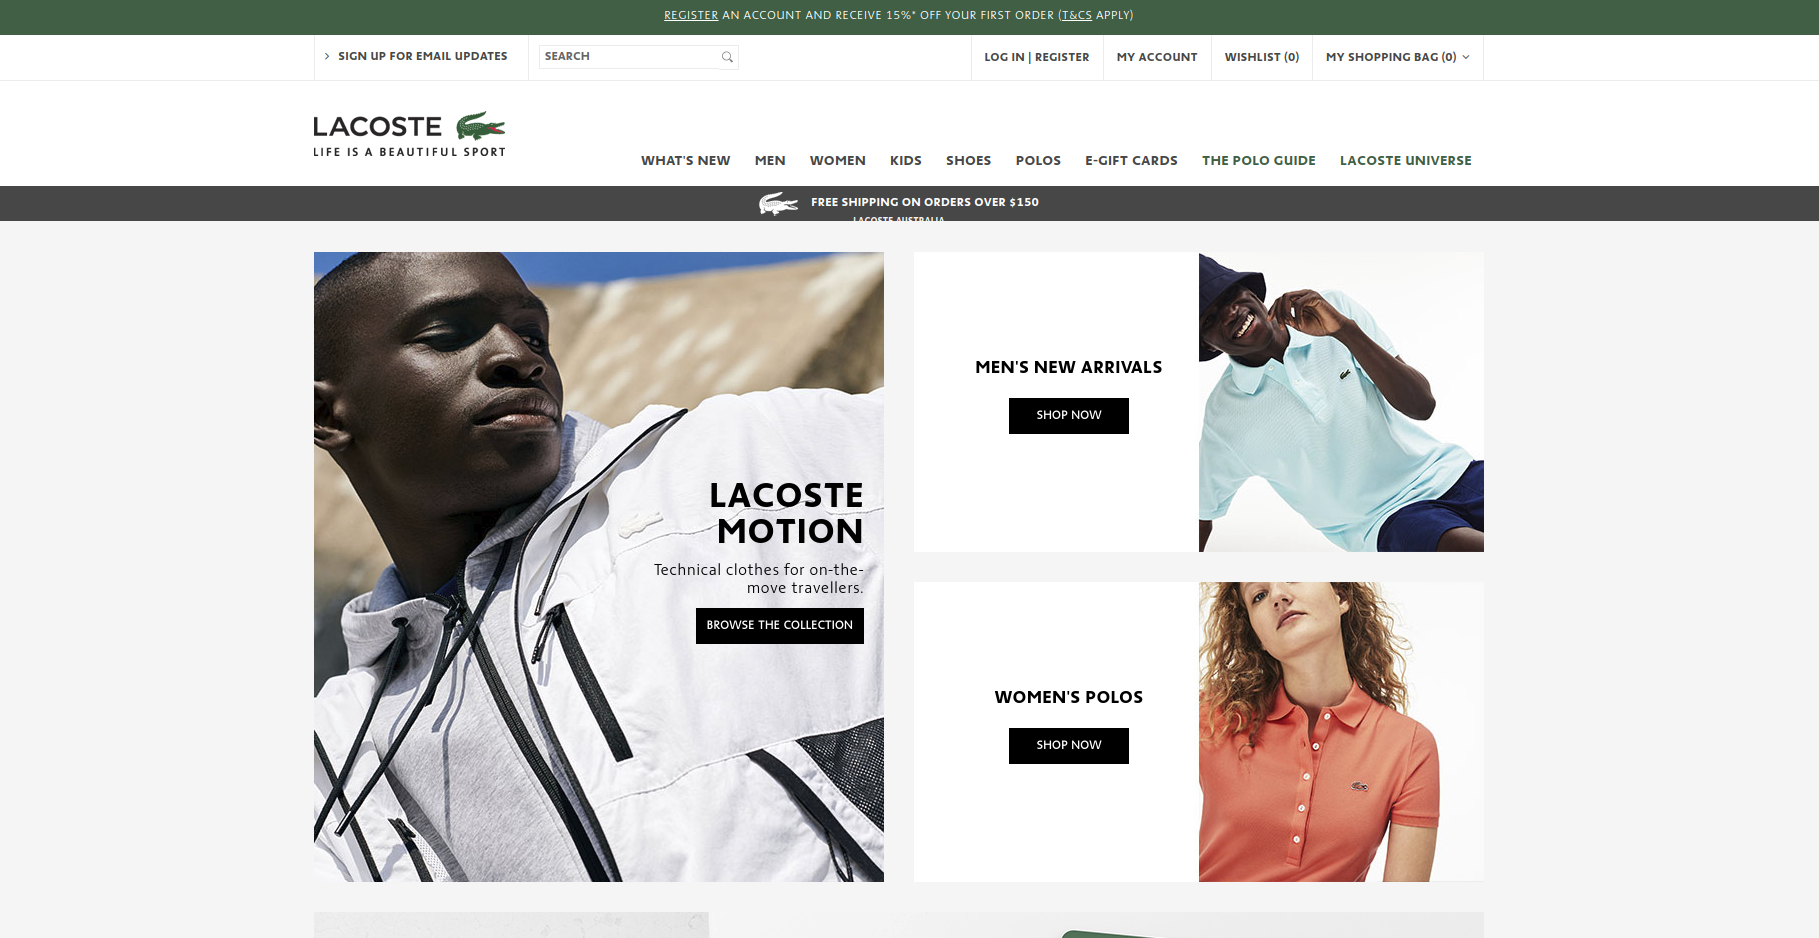 REGISTER AN ACCOUNT AND RECEIVE 15%* OFF YOUR FIRST ORDER (T&CS APPLY)
SIGN UP FOR EMAIL UPDATES
SEARCH
LOG IN | REGISTER
MY ACCOUNT
WISHLIST (0)
MY SHOPPING BAG (0)
LACOSTE
LIFE IS A BEAUTIFUL SPORT
WHAT'S NEW
MEN
WOMEN
KIDS
SHOES
POLOS
E-GIFT CARDS
THE POLO GUIDE
LACOSTE UNIVERSE
FREE SHIPPING ON ORDERS OVER $150
LACOSTE AUSTRALIA
LACOSTE
MOTION
Technical clothes for on-the-
move travellers.
BROWSE THE COLLECTION
MEN'S NEW ARRIVALS
SHOP NOW
WOMEN'S POLOS
SHOP NOW